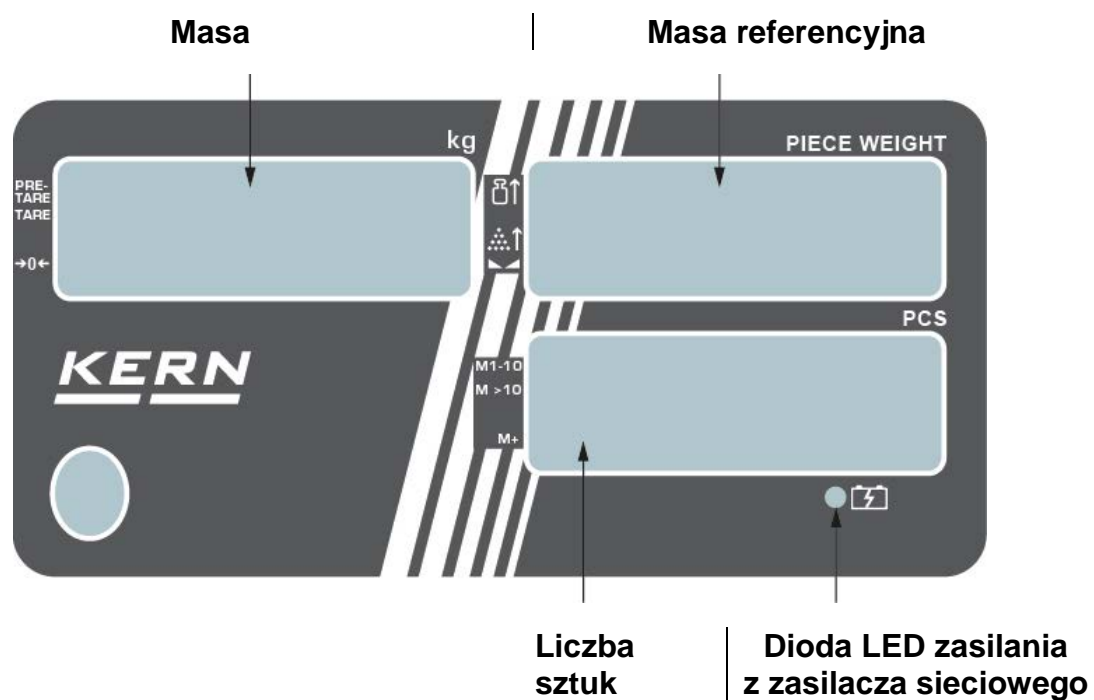 Masa
Masa referencyjna
kg
PIECE WEIGHT
PRE-
TARE
TARE
→0←
PCS
KERN
M1-10
M >10
M+
Liczba
sztuk
Dioda LED zasilania
z zasilacza sieciowego